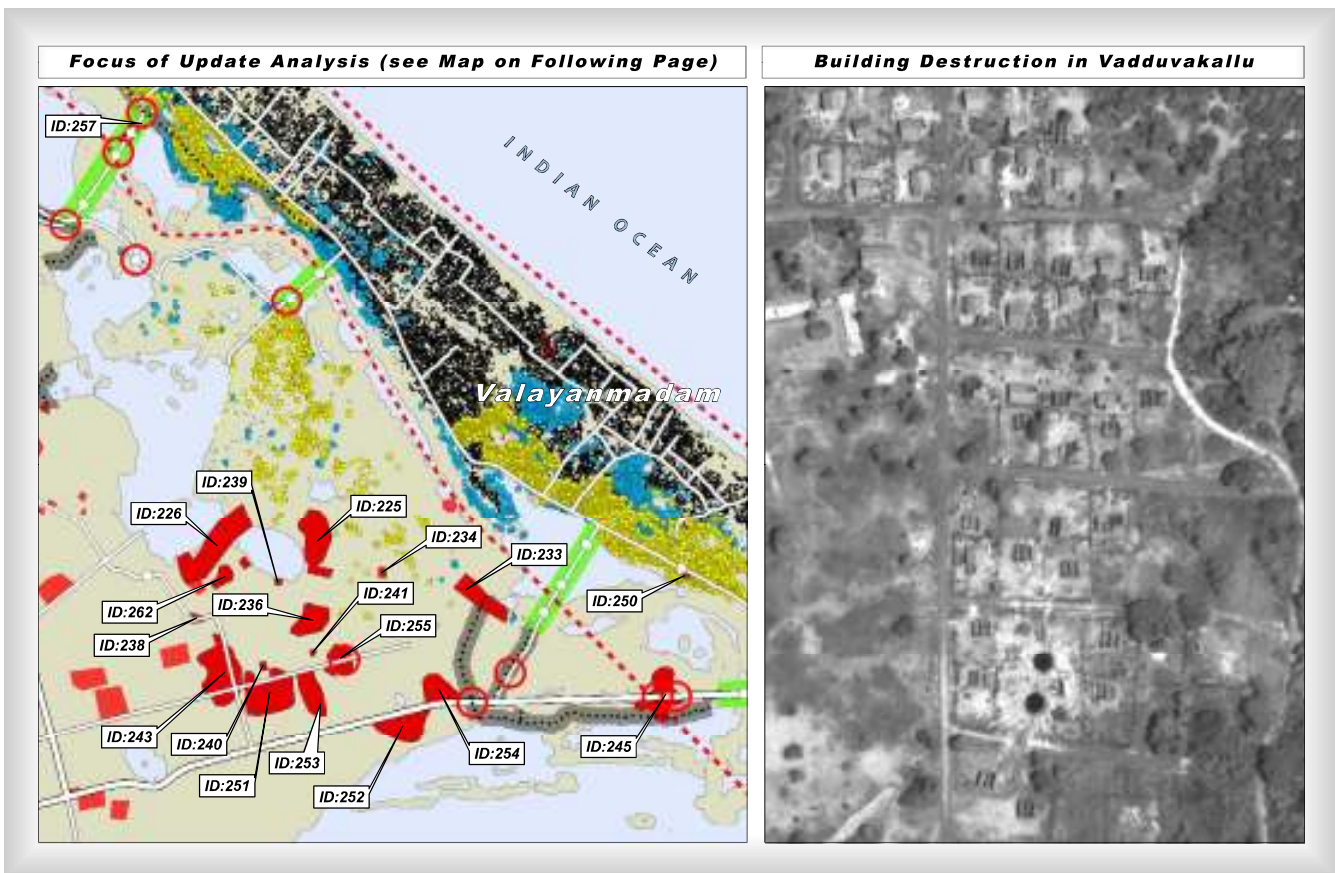 Focus of Update Analysis (see Map on Following Page)
Building Destruction in Vadduvakallu
ID:257
INDIAN OCEAN
Valayanmadam
ID:239
ID:226
ID:225
ID:234
ID:233
ID:241
ID:262
ID:236
ID:250
ID:255
ID:238
ID:243
ID:240
ID:254
ID:245
ID:253
ID:251
ID:252